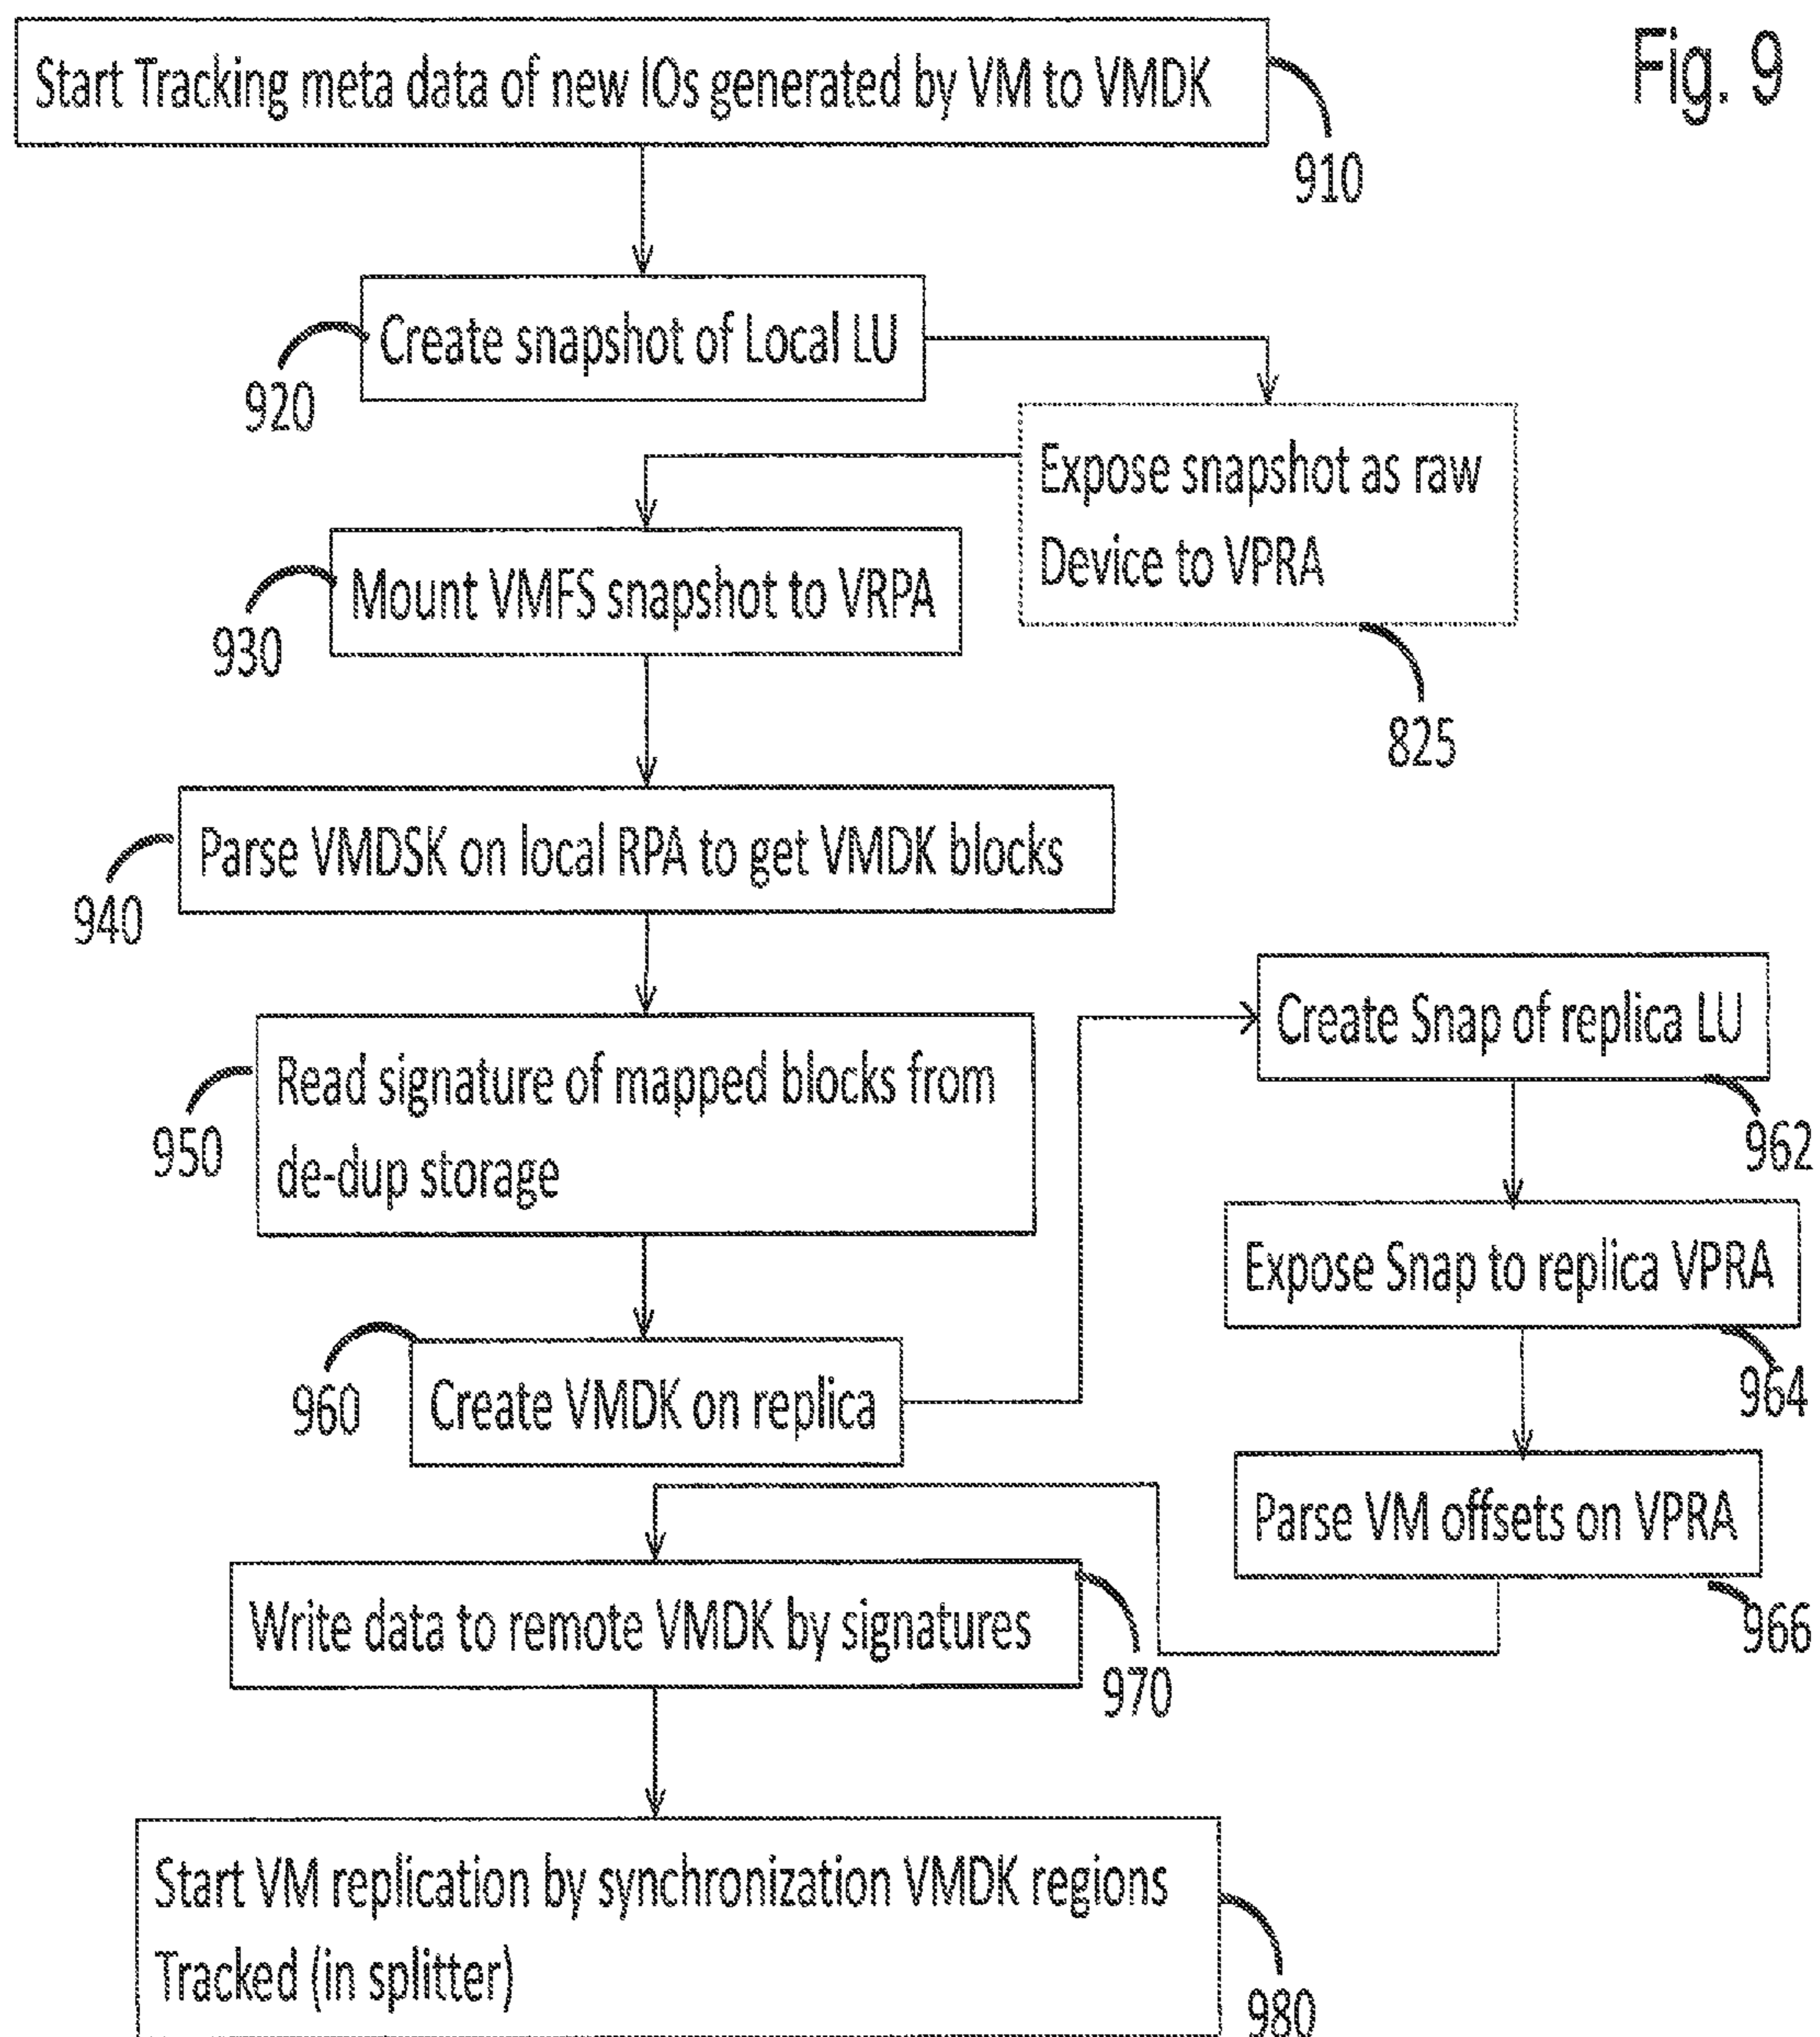 Fig. 9
Start Tracking meta data of new IOs generated by VM to VMDK
910
Create snapshot of Local LU
920
Expose snapshot as raw
Device to VPRA
825
Mount VMFS snapshot to VRPA
930
Parse VMDSK on local RPA to get VMDK blocks
940
Read signature of mapped blocks from
de-dup storage
950
Create VMDK on replica
960
Create Snap of replica LU
962
Expose Snap to replica VPRA
964
Parse VM offsets on VPRA
966
Write data to remote VMDK by signatures
970
Start VM replication by synchronization VMDK regions
Tracked (in splitter)
980